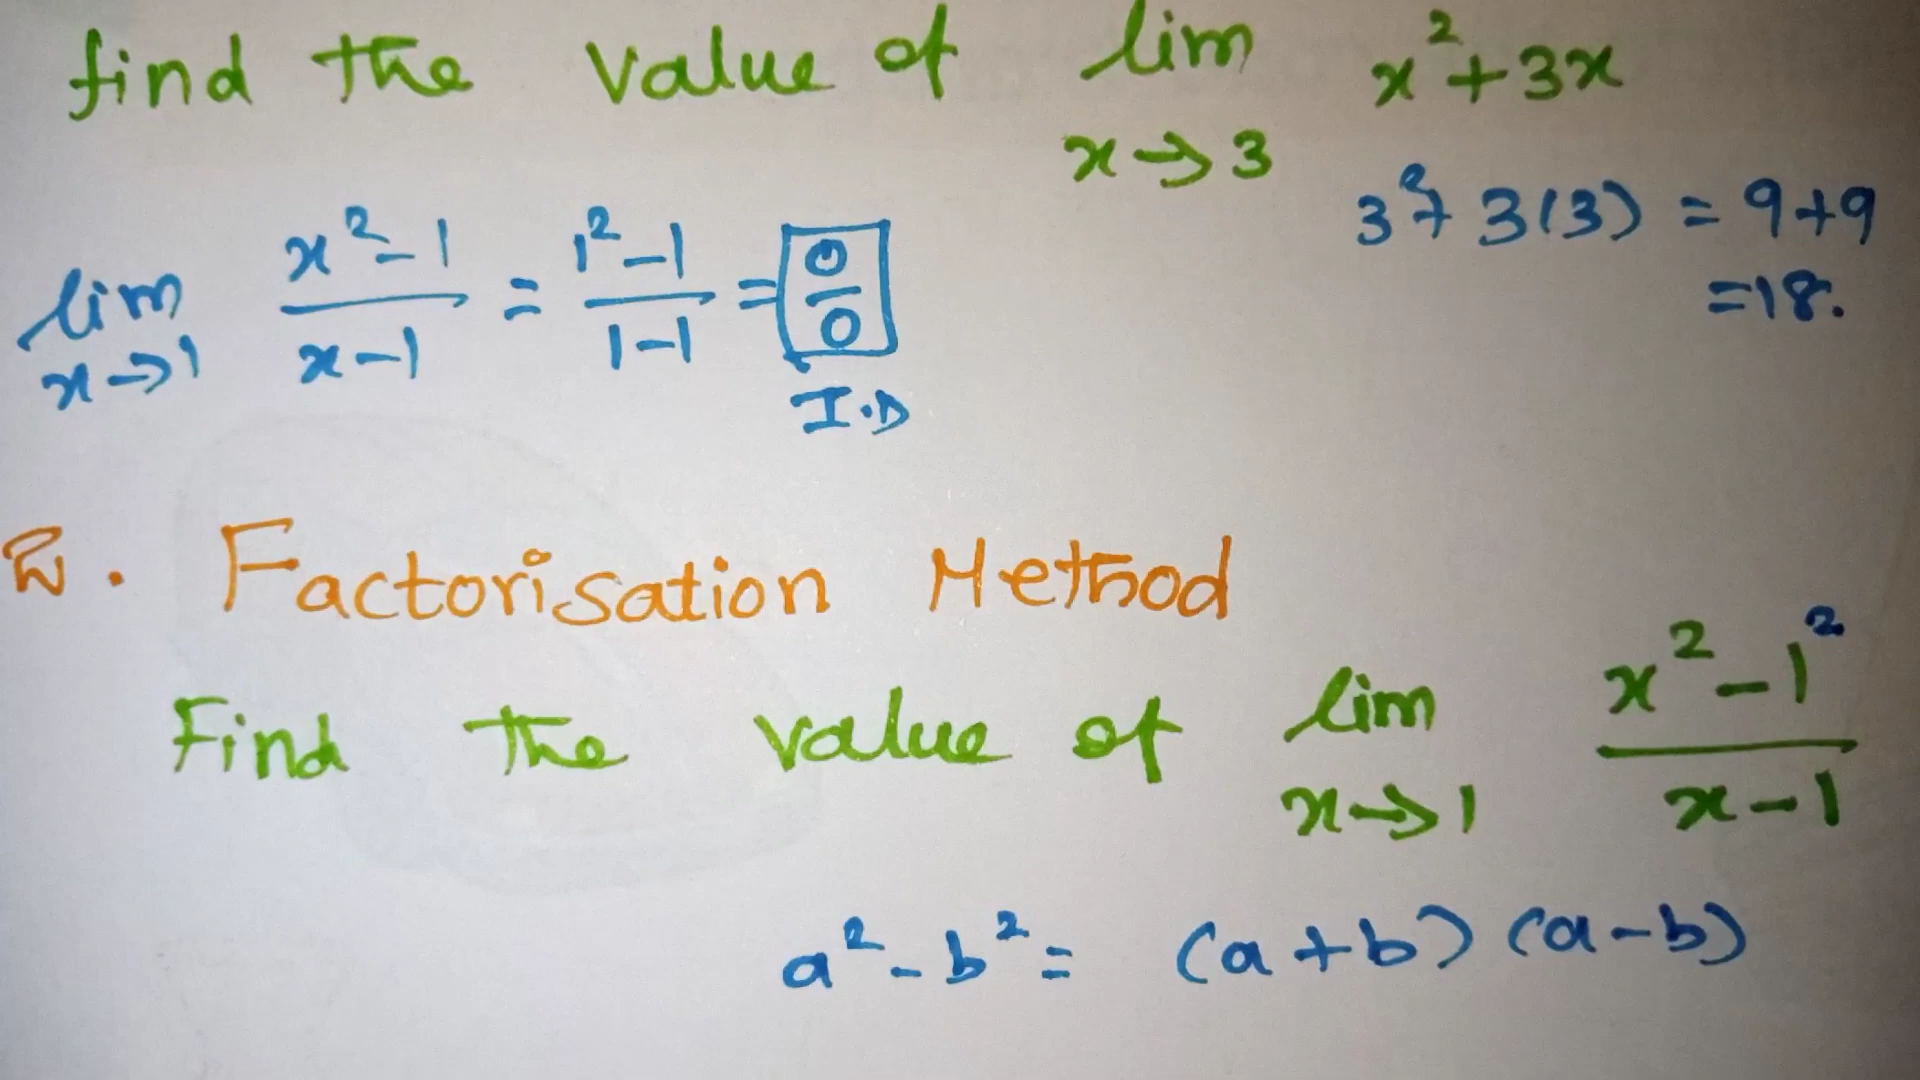 find the value of lim x²+3x
x→3
3²+3(3) = 9+9
=18.
lim x²-1 / x-1 = 1²-1 / 1-1 = 0/0
x→1
I.D
. Factorisation Method
Find the value of lim x²-1² / x-1
x→1
a²-b² = (a+b) (a-b)